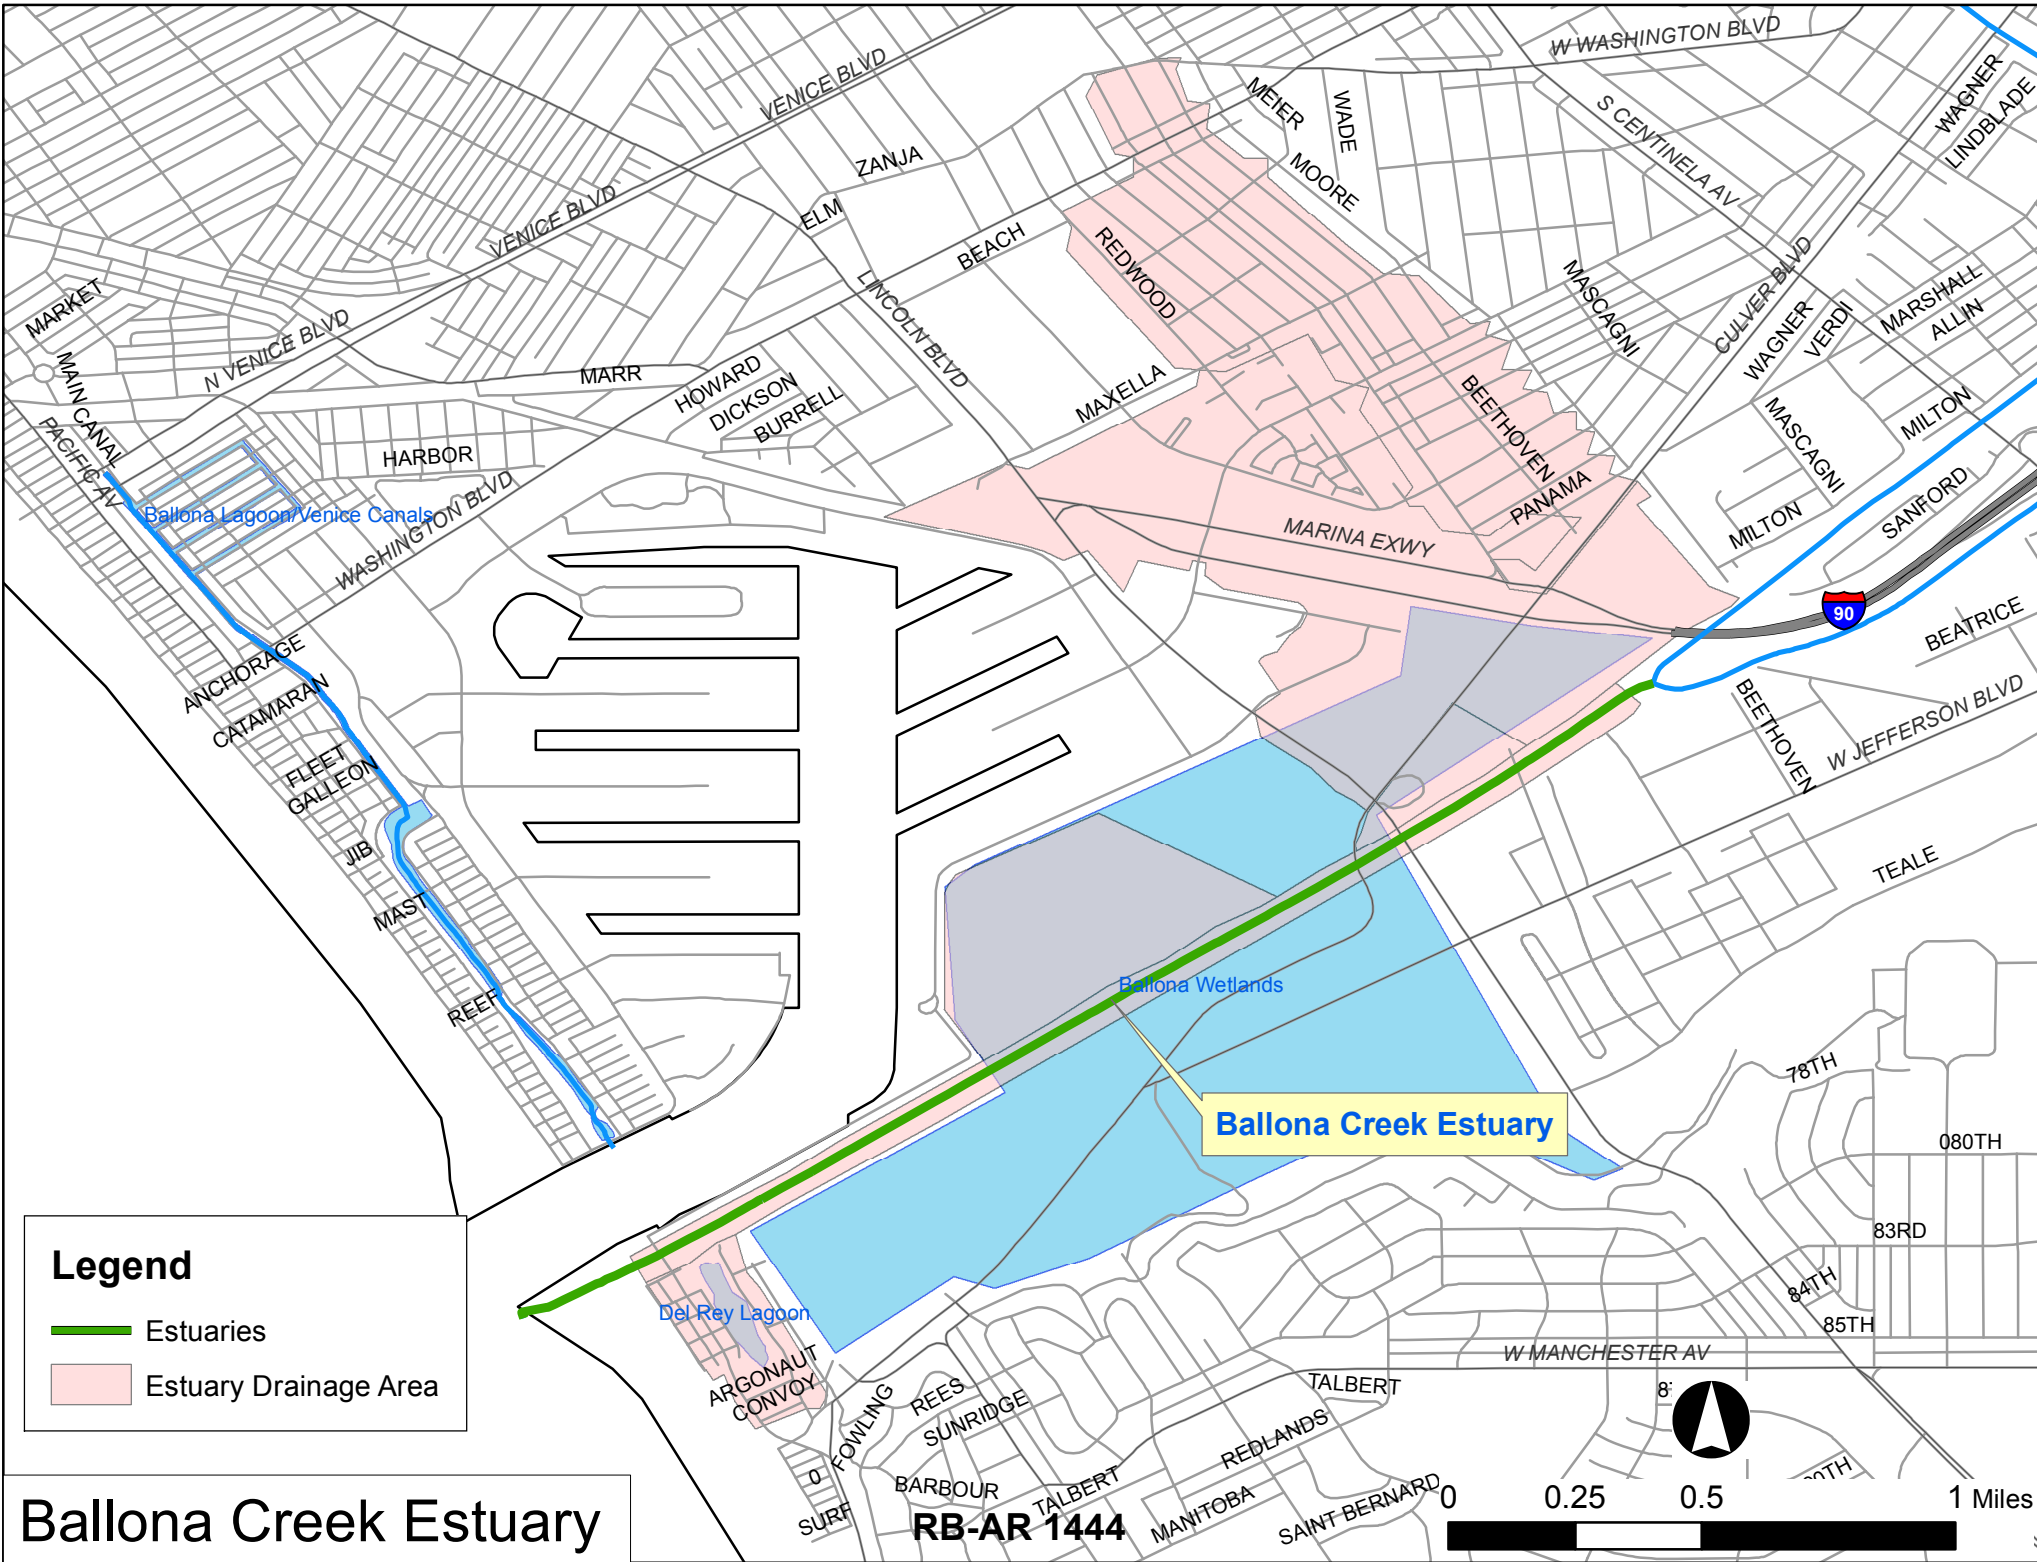 W WASHINGTON BLVD
VENICE BLVD
WAGNER
LINDBLADE
MEIER
WADE
S CENTINELA AV
ZANJA
MOORE
VENICE BLVD
ELM
BEACH
REDWOOD
LINCOLN BLVD
MASCAGNI
CULVER BLVD
MARSHALL
ALLIN
MARKET
N VENICE BLVD
WAGNER
VERDI
MAIN CANAL
MARR
HOWARD
DICKSON
BURRELL
MAXELLA
BEETHOVEN
MASCAGNI
MILTON
PACIFIC AV
HARBOR
WASHINGTON BLVD
PANAMA
SANFORD
Ballona Lagoon/Venice Canals
MARINA EXWY
MILTON
90
BEATRICE
ANCHORAGE
CATAMARAN
BEETHOVEN
W JEFFERSON BLVD
FLEET
GALLEON
JIB
TEALE
MAST
Ballona Wetlands
REEF
78TH
Ballona Creek Estuary
080TH
83RD
Legend
84TH
Del Rey Lagoon
85TH
Estuaries
W MANCHESTER AV
ARGONAUT
CONVOY
Estuary Drainage Area
TALBERT
REES
SUNRIDGE
FOWLING
REDLANDS
0
BARBOUR
TALBERT
MANITOBA
SAINT BERNARD
SURF
0 0.25 0.5 1 Miles
Ballona Creek Estuary
RB-AR 1444